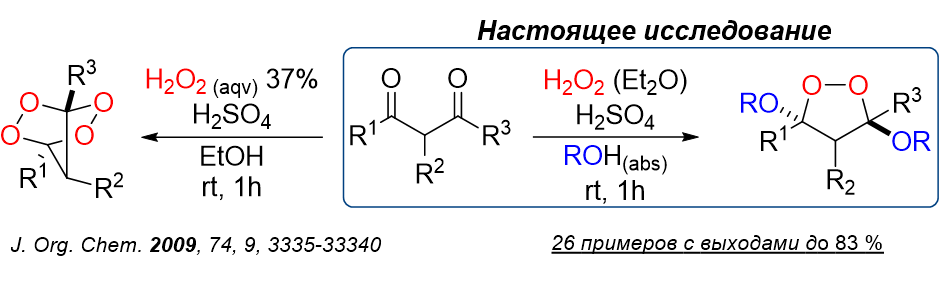 Настоящее исследование
H2O2 (aqv) 37%
H2SO4
EtOH
rt, 1h
R3
O O
O O
R1
R2
O O
R1
R3
R2
H2O2 (Et2O)
H2SO4
ROH(abs)
rt, 1h
O O
RO
R3
R1
OR
R2
J. Org. Chem. 2009, 74, 9, 3335-33340
26 примеров с выходами до 83 %